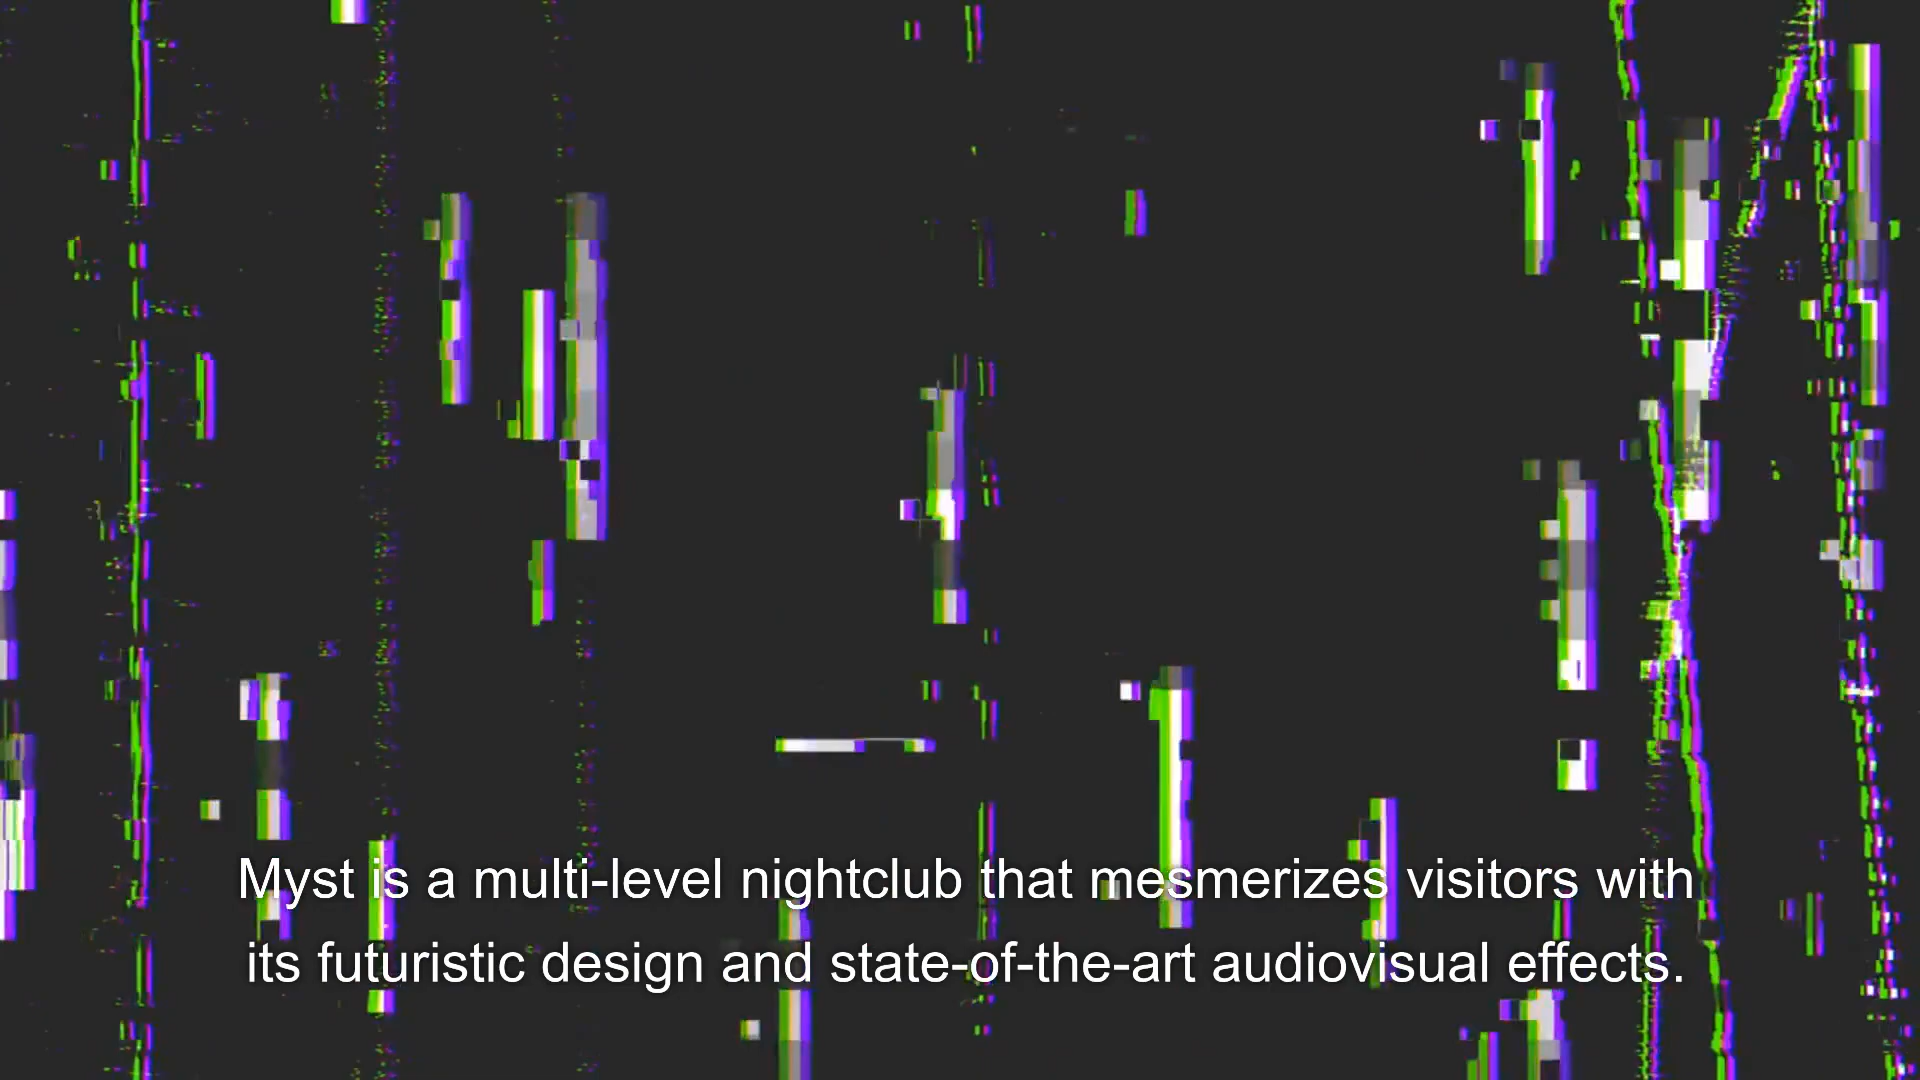 Myst is a multi-level nightclub that mesmerizes visitors with
its futuristic design and state-of-the-art audiovisual effects.